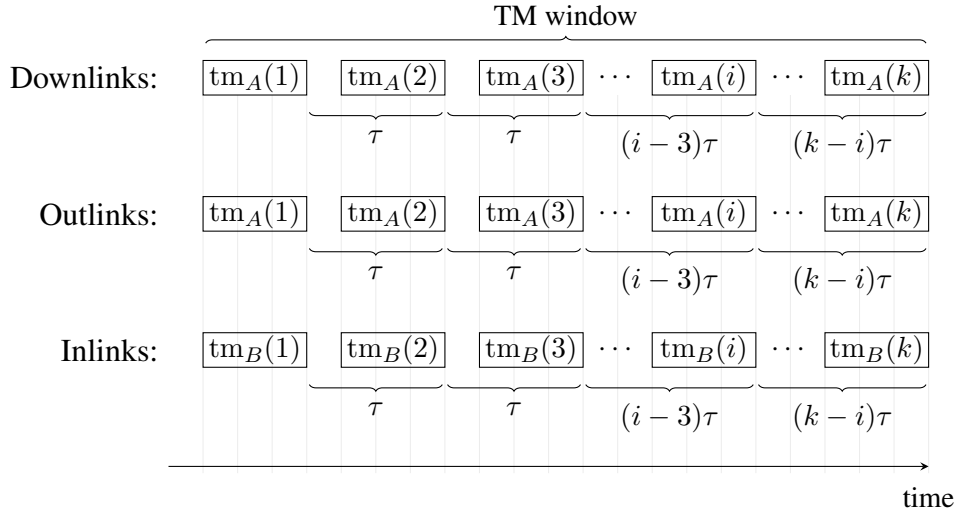 TM window
Downlinks: tm_A(1) tm_A(2) tm_A(3) ⋯ tm_A(i) ⋯ tm_A(k)
τ τ (i − 3)τ (k − i)τ
Outlinks: tm_A(1) tm_A(2) tm_A(3) ⋯ tm_A(i) ⋯ tm_A(k)
τ τ (i − 3)τ (k − i)τ
Inlinks: tm_B(1) tm_B(2) tm_B(3) ⋯ tm_B(i) ⋯ tm_B(k)
τ τ (i − 3)τ (k − i)τ
time